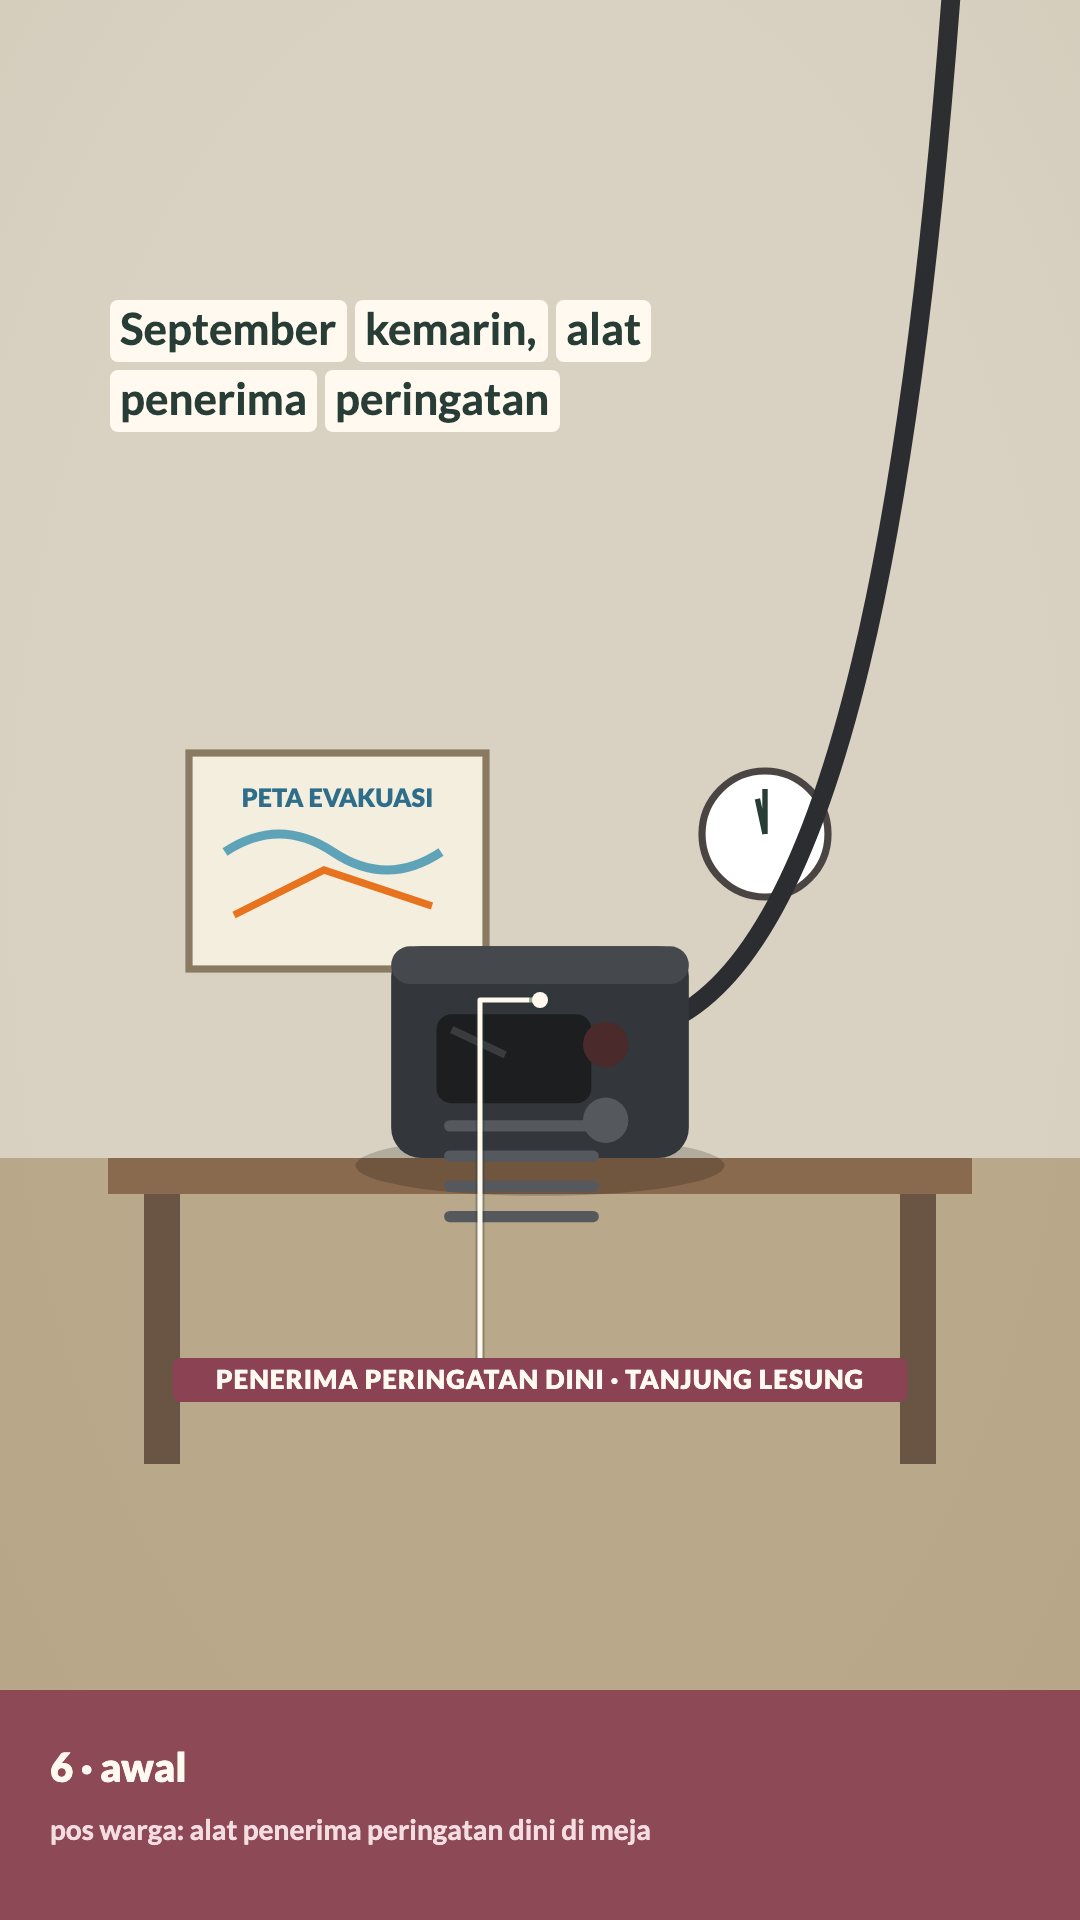 September kemarin, alat
penerima peringatan
PETA EVAKUASI
PENERIMA PERINGATAN DINI · TANJUNG LESUNG
6 · awal
pos warga: alat penerima peringatan dini di meja